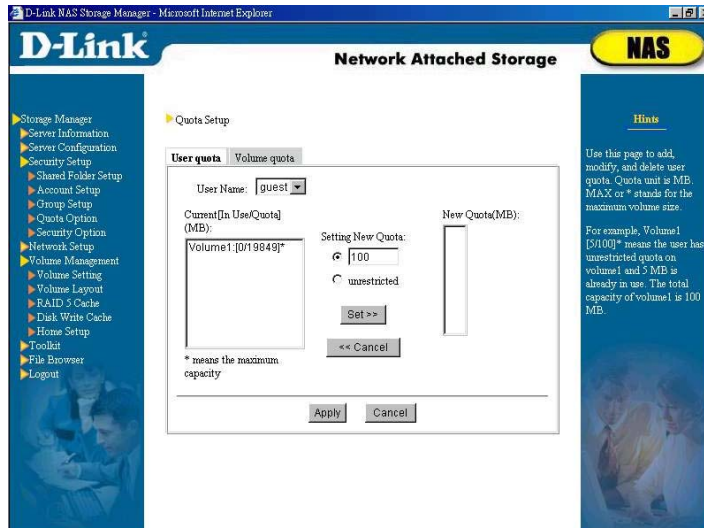 D-Link NAS Storage Manager - Microsoft Internet Explorer
D-Link
Network Attached Storage
NAS
Storage Manager
Server Information
Server Configuration
Security Setup
Shared Folder Setup
Account Setup
Group Setup
Quota Option
Security Option
Network Setup
Volume Management
Volume Setting
Volume Layout
RAID 5 Cache
Disk Write Cache
Home Setup
Toolkit
File Browser
Logout
Quota Setup
User quota
Volume quota
User Name:
guest
Current[In Use/Quota]
(MB):
Volume1:[0/19849]*
* means the maximum
capacity
Setting New Quota:
100
unrestricted
Set >>
<< Cancel
New Quota(MB):
Apply
Cancel
Hints
Use this page to add,
modify, and delete user
quota. Quota unit is MB.
MAX or * stands for the
maximum volume size.
For example, Volume1
[5/100]* means the user has
unrestricted quota on
volume1 and 5 MB is
already in use. The total
capacity of volume1 is 100
MB.